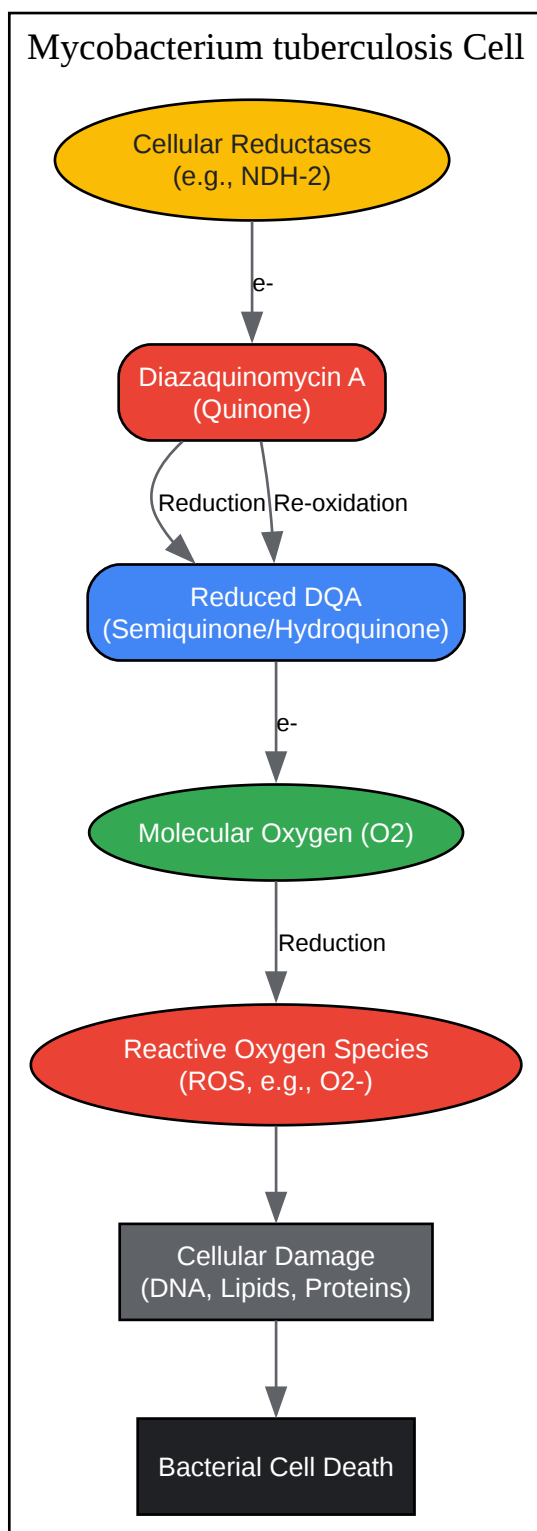 Mycobacterium tuberculosis Cell
Cellular Reductases
(e.g., NDH-2)
e-
Diazaquinomycin A
(Quinone)
Reduction
Re-oxidation
Reduced DQA
(Semiquinone/Hydroquinone)
e-
Molecular Oxygen (O2)
Reduction
Reactive Oxygen Species
(ROS, e.g., O2-)
Cellular Damage
(DNA, Lipids, Proteins)
Bacterial Cell Death